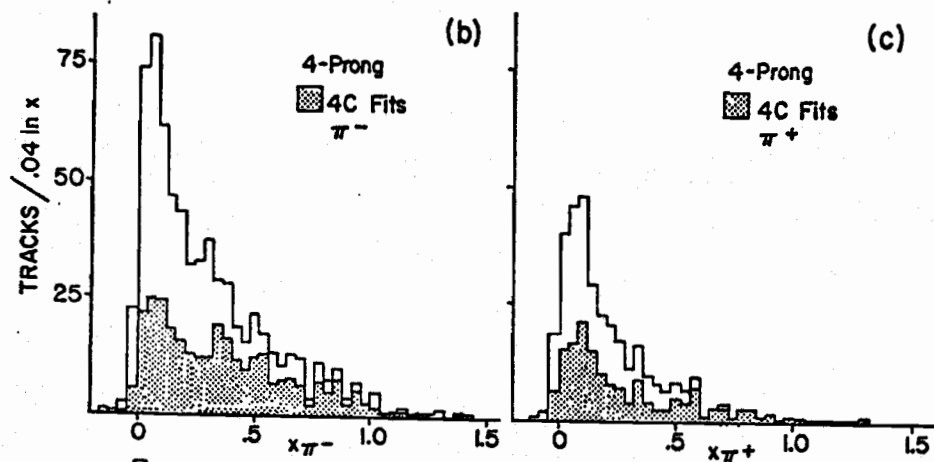 (b)
4-Prong
4C Fits
π−
TRACKS/.04 In x
75
50
25
0
.5
1.0
1.5
xπ−
(c)
4-Prong
4C Fits
π+
0
.5
1.0
1.5
xπ+